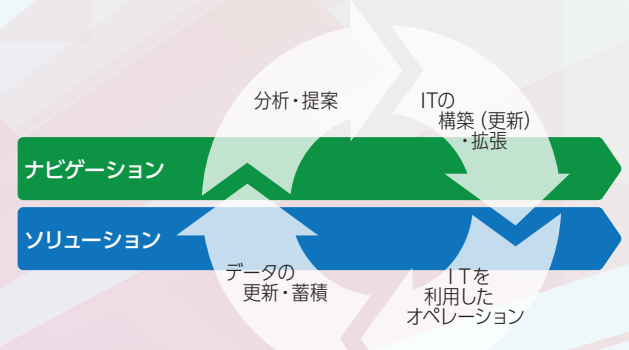 分析・提案
ITの
構築（更新）
・拡張
ナビゲーション
ソリューション
データの
更新・蓄積
ITを
利用した
オペレーション